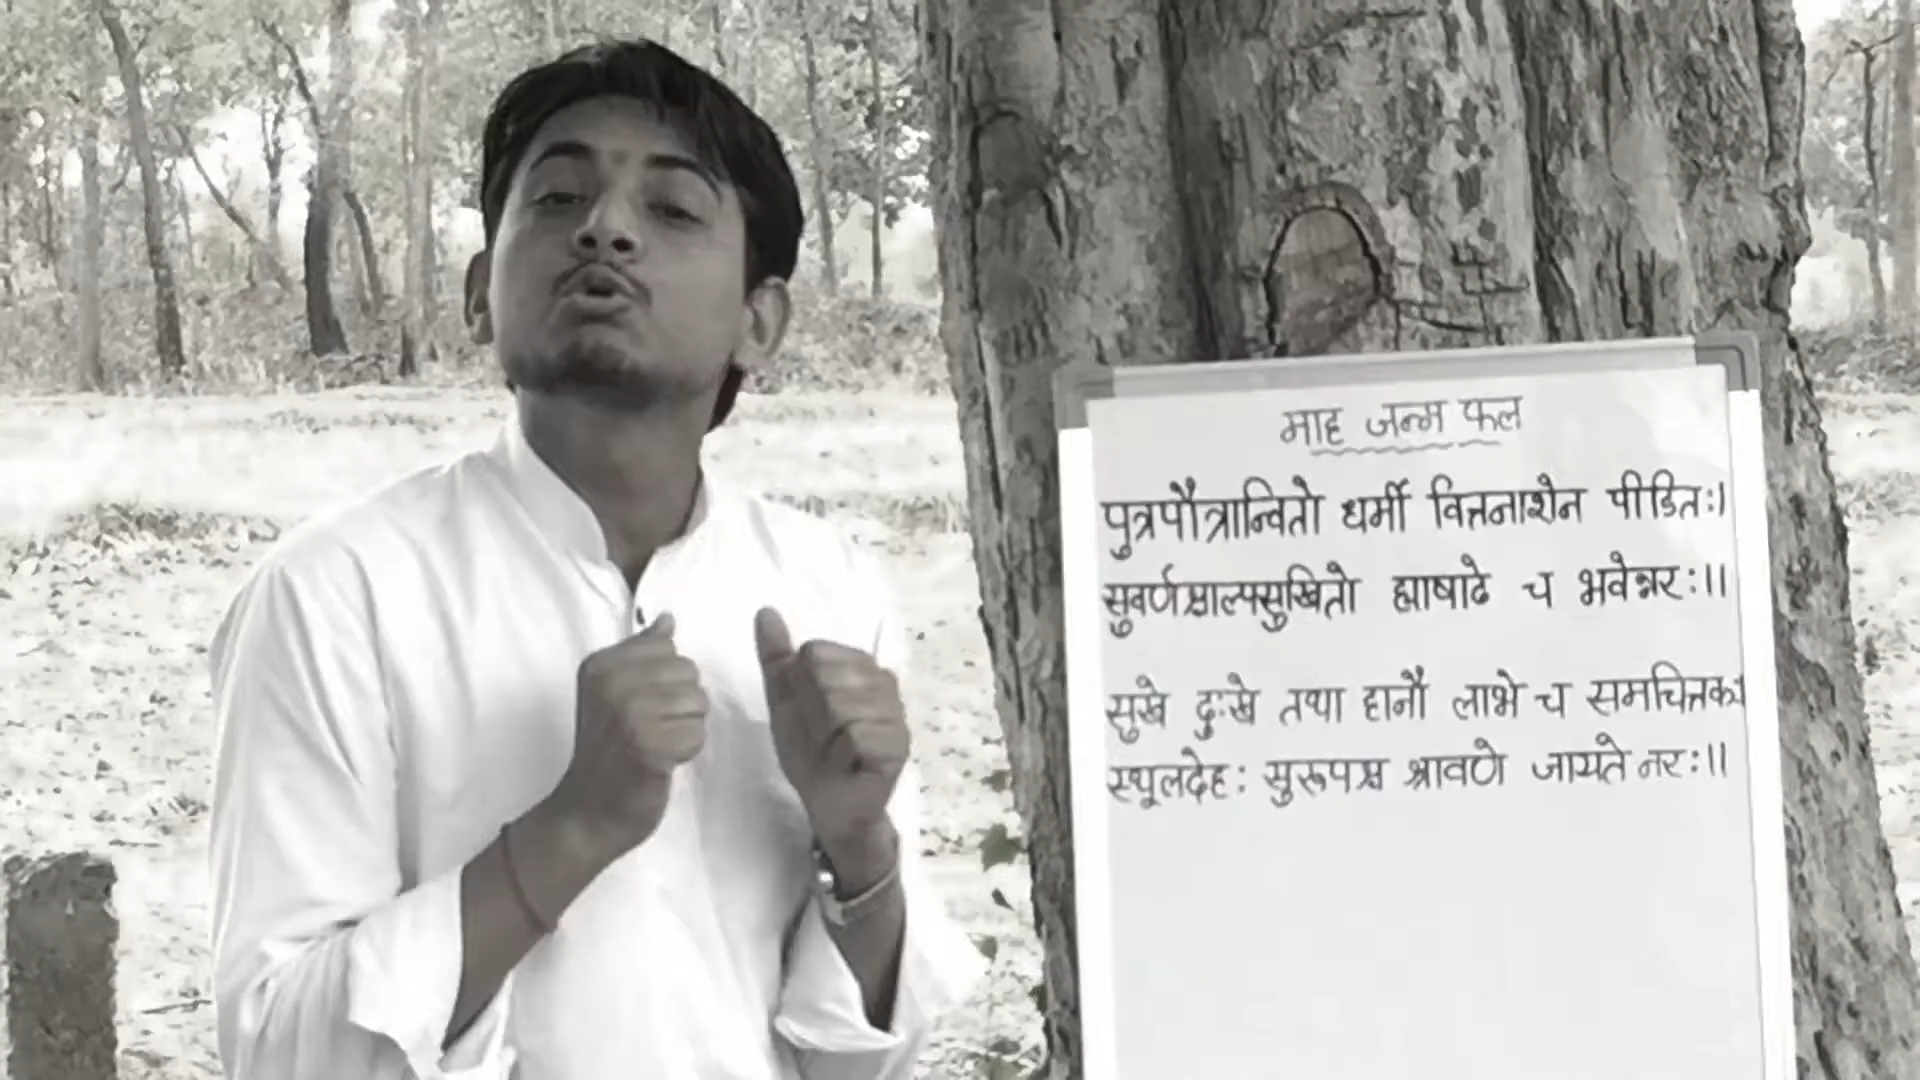 माह जन्म फल
पुत्रपौत्रान्वितो धर्मी वित्तनाशेन पीडितः।
सुवर्णश्चाल्पसुखितो ह्याषाढे च भवेन्नरः॥
सुखे दुःखे तथा हानौ लाभे च समचित्तकः
स्थूलदेहः सुरूपश्च श्रावणे जायते नरः॥